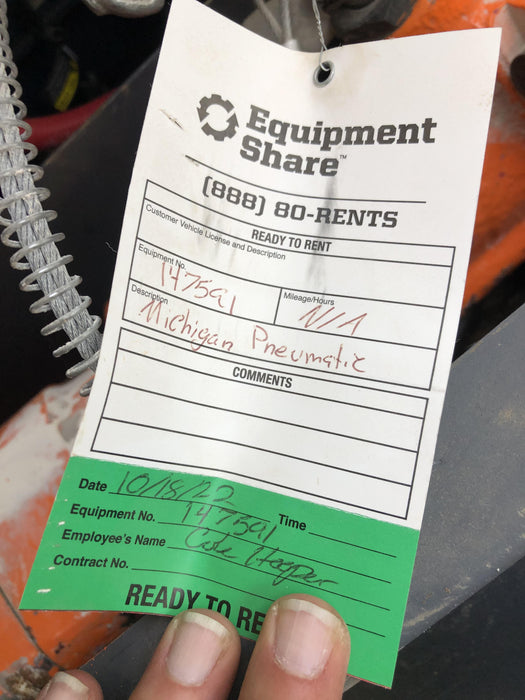 Equipment
Share™
(888) 80-RENTS
READY TO RENT
Customer Vehicle License and Description
Equipment No. 147591 Mileage/Hours N/A
Description Michigan Pneumatic
COMMENTS
Date 10/18/22
Equipment No. 147591 Time
Employee's Name Cole Hooper
Contract No.
READY TO RE